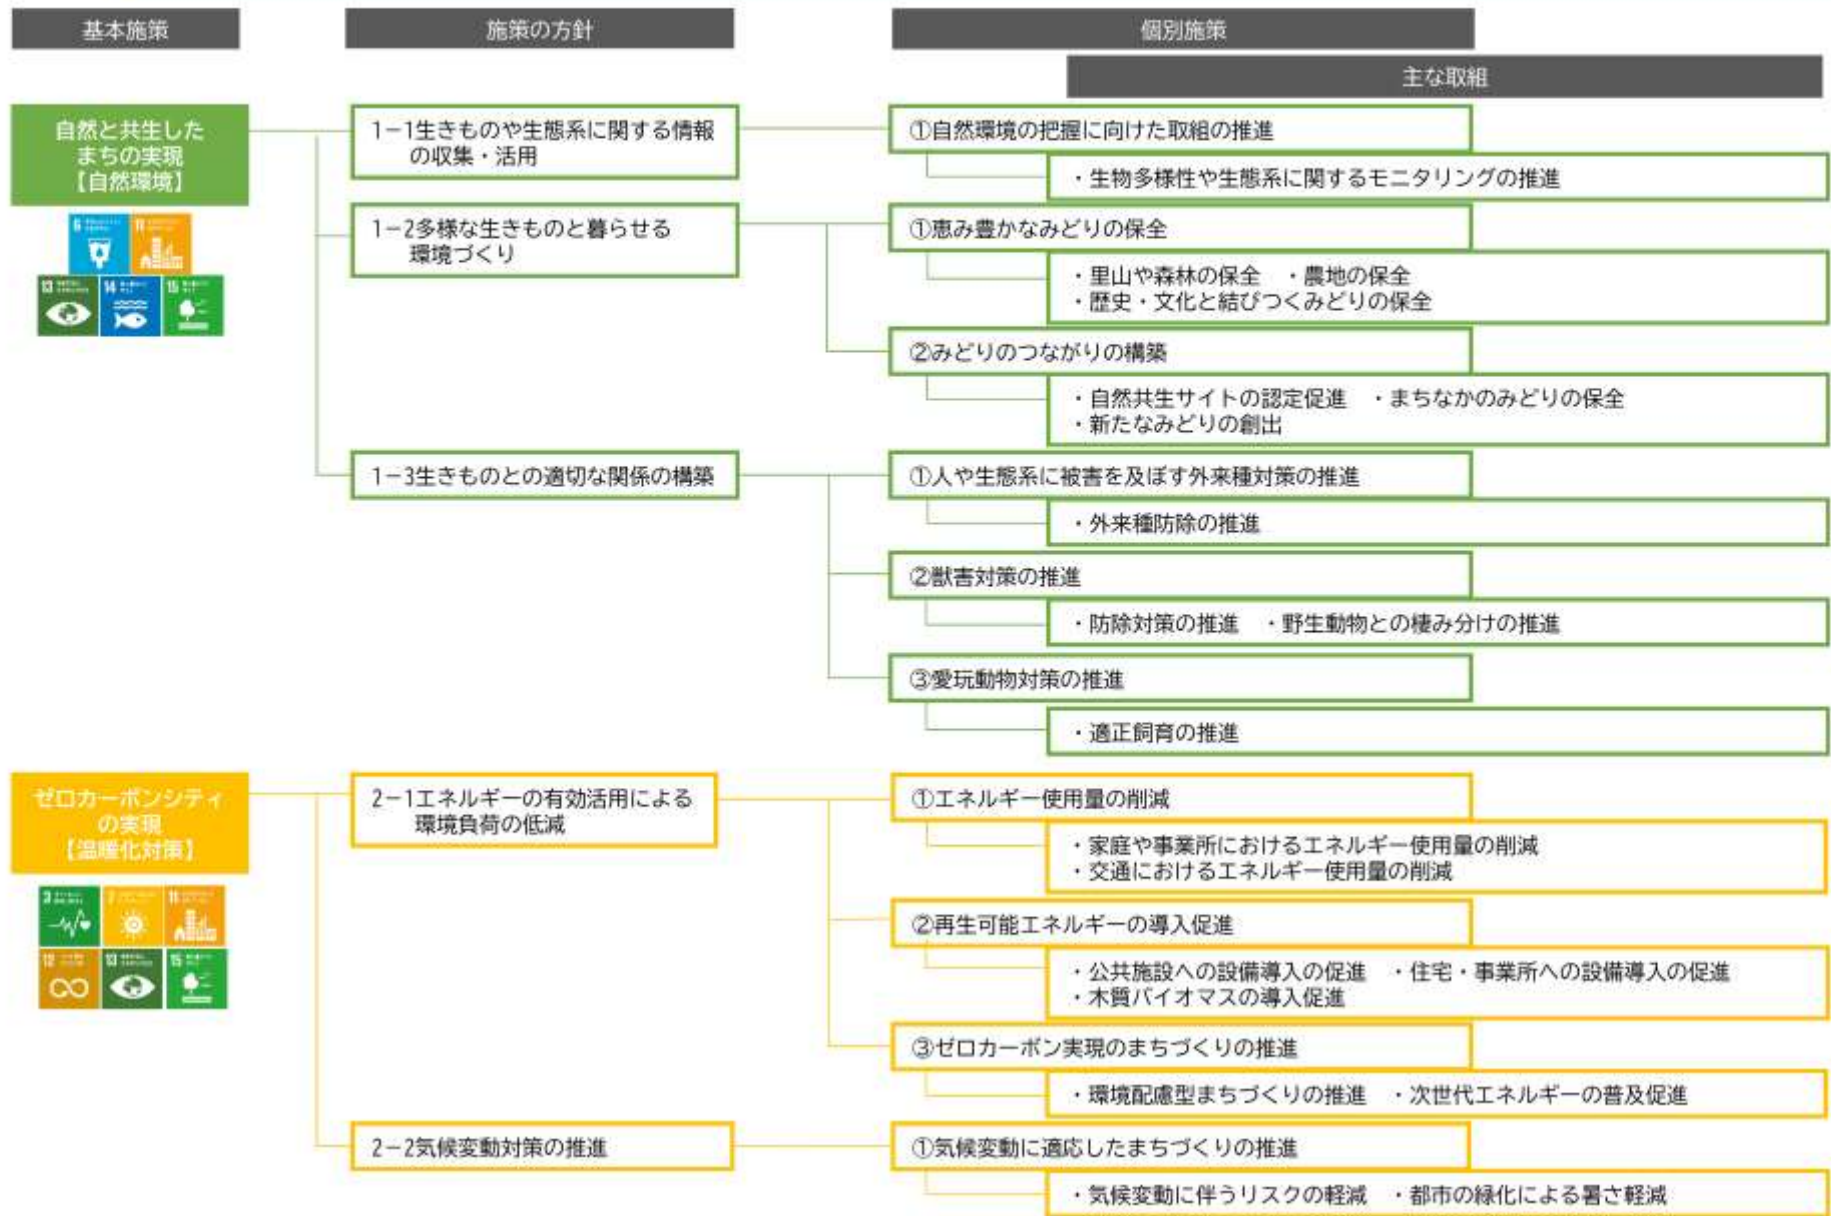 基本施策
施策の方針
個別施策
主な取組
自然と共生した
まちの実現
【自然環境】
6
11
13
14
15
1−1生きものや生態系に関する情報
の収集・活用
①自然環境の把握に向けた取組の推進
・生物多様性や生態系に関するモニタリングの推進
1−2多様な生きものと暮らせる
環境づくり
①恵み豊かなみどりの保全
・里山や森林の保全　・農地の保全
・歴史・文化と結びつくみどりの保全
②みどりのつながりの構築
・自然共生サイトの認定促進　・まちなかのみどりの保全
・新たなみどりの創出
1−3生きものとの適切な関係の構築
①人や生態系に被害を及ぼす外来種対策の推進
・外来種防除の推進
②獣害対策の推進
・防除対策の推進　・野生動物との棲み分けの推進
③愛玩動物対策の推進
・適正飼育の推進
ゼロカーボンシティ
の実現
【温暖化対策】
3
7
11
12
13
15
2−1エネルギーの有効活用による
環境負荷の低減
①エネルギー使用量の削減
・家庭や事業所におけるエネルギー使用量の削減
・交通におけるエネルギー使用量の削減
②再生可能エネルギーの導入促進
・公共施設への設備導入の促進　・住宅・事業所への設備導入の促進
・木質バイオマスの導入促進
③ゼロカーボン実現のまちづくりの推進
・環境配慮型まちづくりの推進　・次世代エネルギーの普及促進
2−2気候変動対策の推進
①気候変動に適応したまちづくりの推進
・気候変動に伴うリスクの軽減　・都市の緑化による暑さ軽減